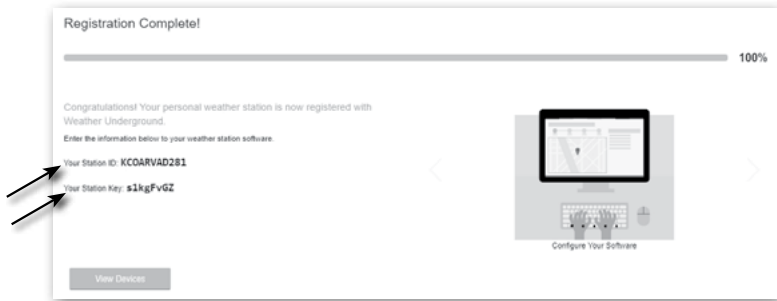 Registration Complete!
100%
Congratulations! Your personal weather station is now registered with
Weather Underground.
Enter the information below to your weather station software.
Your Station ID: KCOARVAD281
Your Station Key: s1kgFvGZ
Configure Your Software
View Devices